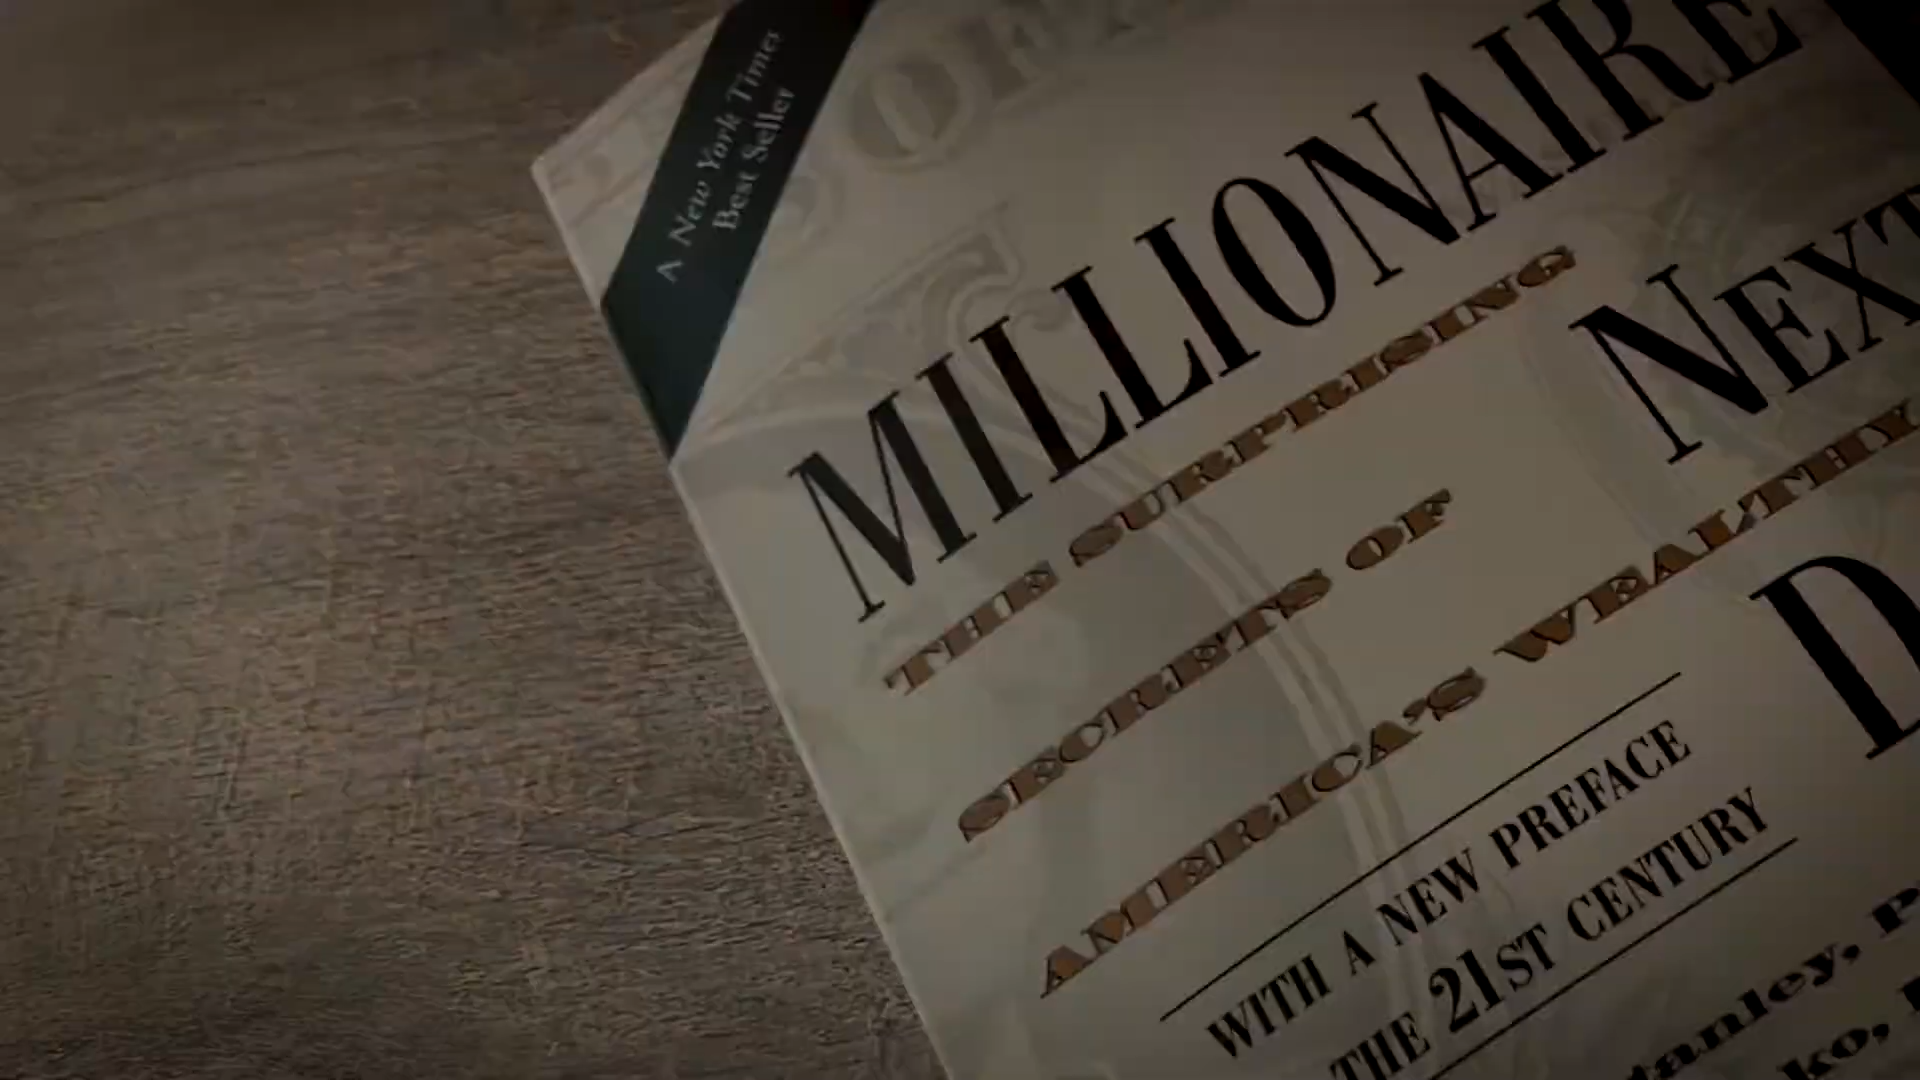 A New York Times
Best Seller
MILLIONAIRE
NEXT
THE SURPRISING
SECRETS OF
AMERICA'S WEALTHY
WITH A NEW PREFACE
THE 21ST CENTURY